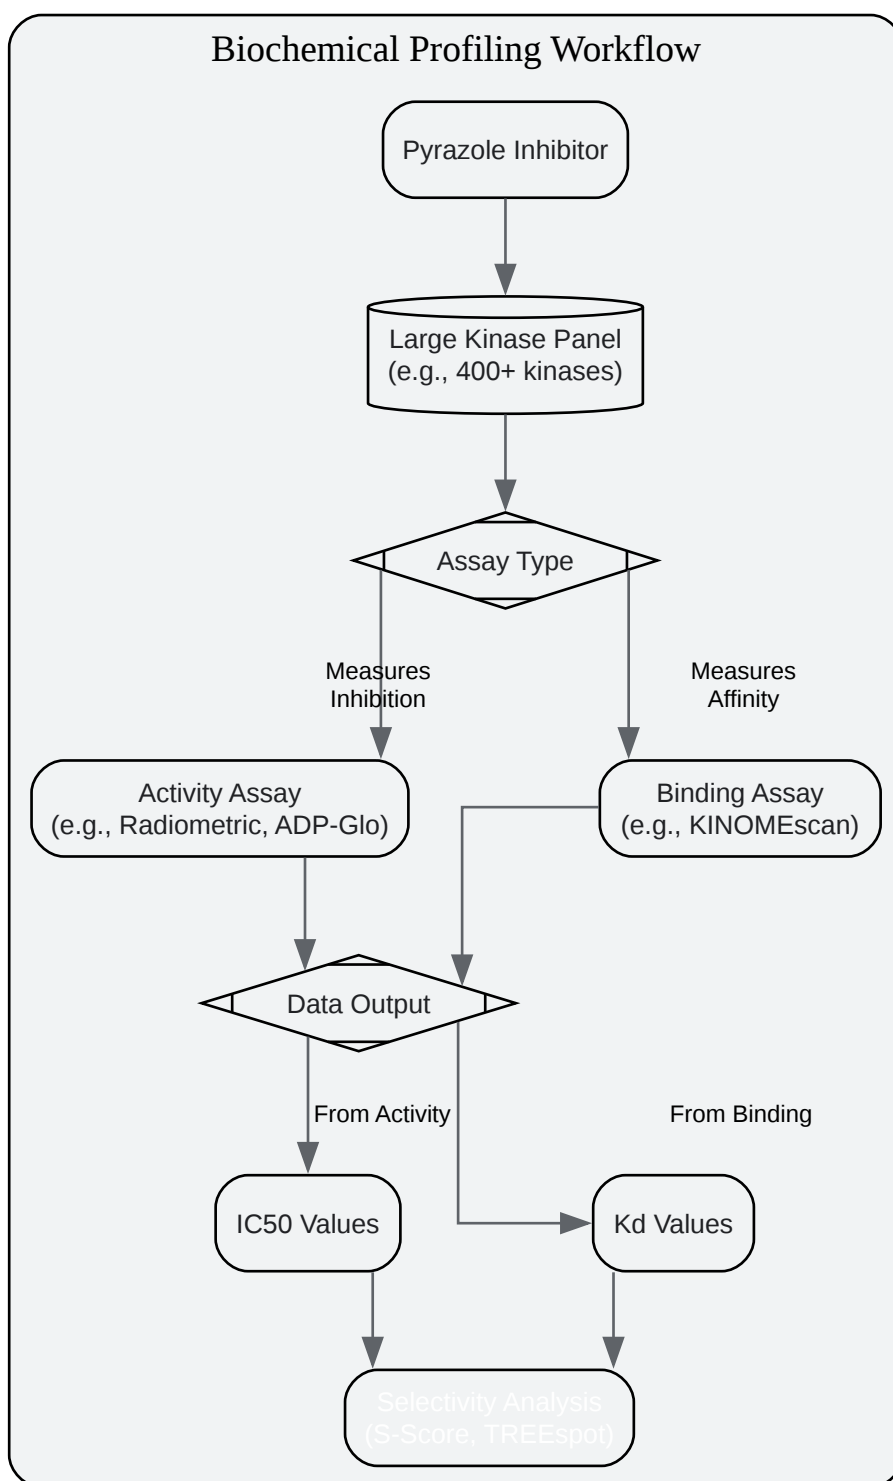 Biochemical Profiling Workflow
Pyrazole Inhibitor
Large Kinase Panel
(e.g., 400+ kinases)
Assay Type
Measures
Inhibition
Measures
Affinity
Activity Assay
(e.g., Radiometric, ADP-Glo)
Binding Assay
(e.g., KINOMEscan)
Data Output
From Activity
From Binding
IC50 Values
Kd Values
Selectivity Analysis
(S-Score, TREEspot)